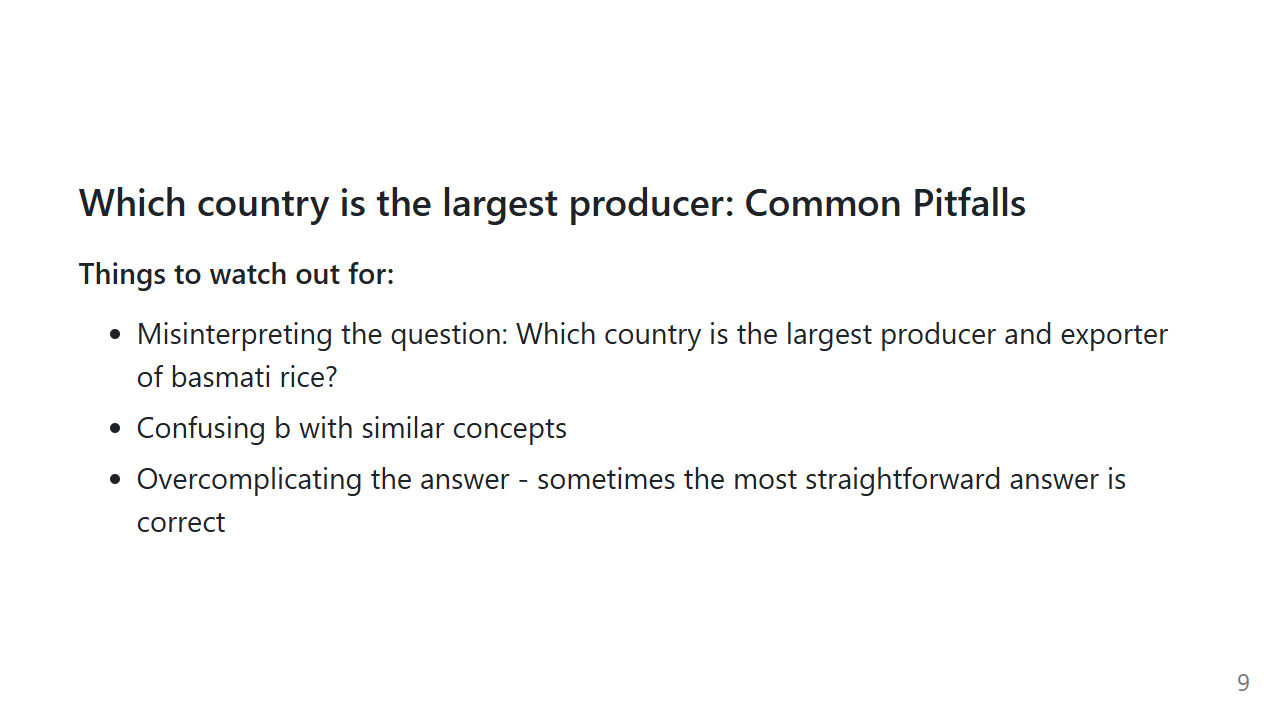 Which country is the largest producer: Common Pitfalls
Things to watch out for:
• Misinterpreting the question: Which country is the largest producer and exporter
of basmati rice?
• Confusing b with similar concepts
• Overcomplicating the answer - sometimes the most straightforward answer is
correct
9